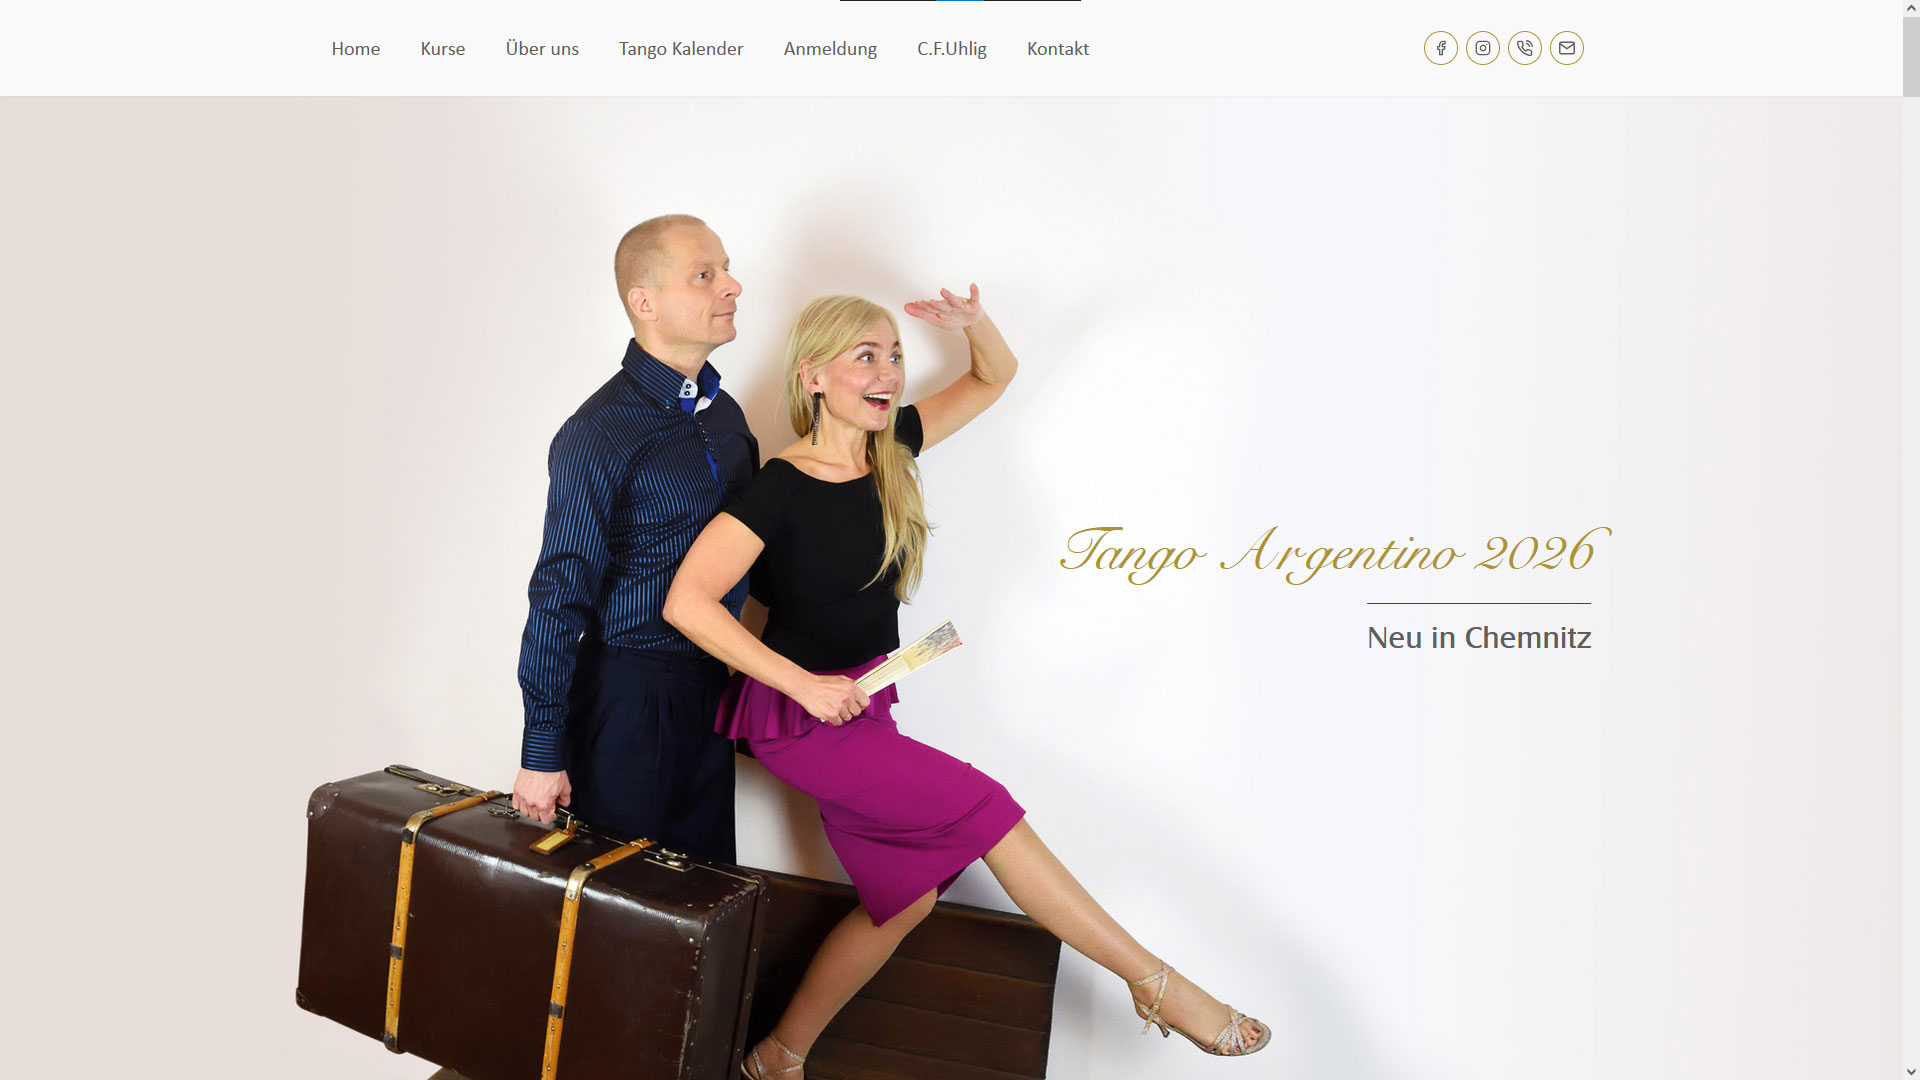 Home Kurse Über uns Tango Kalender Anmeldung C.F.Uhlig Kontakt
Tango Argentino 2026
Neu in Chemnitz